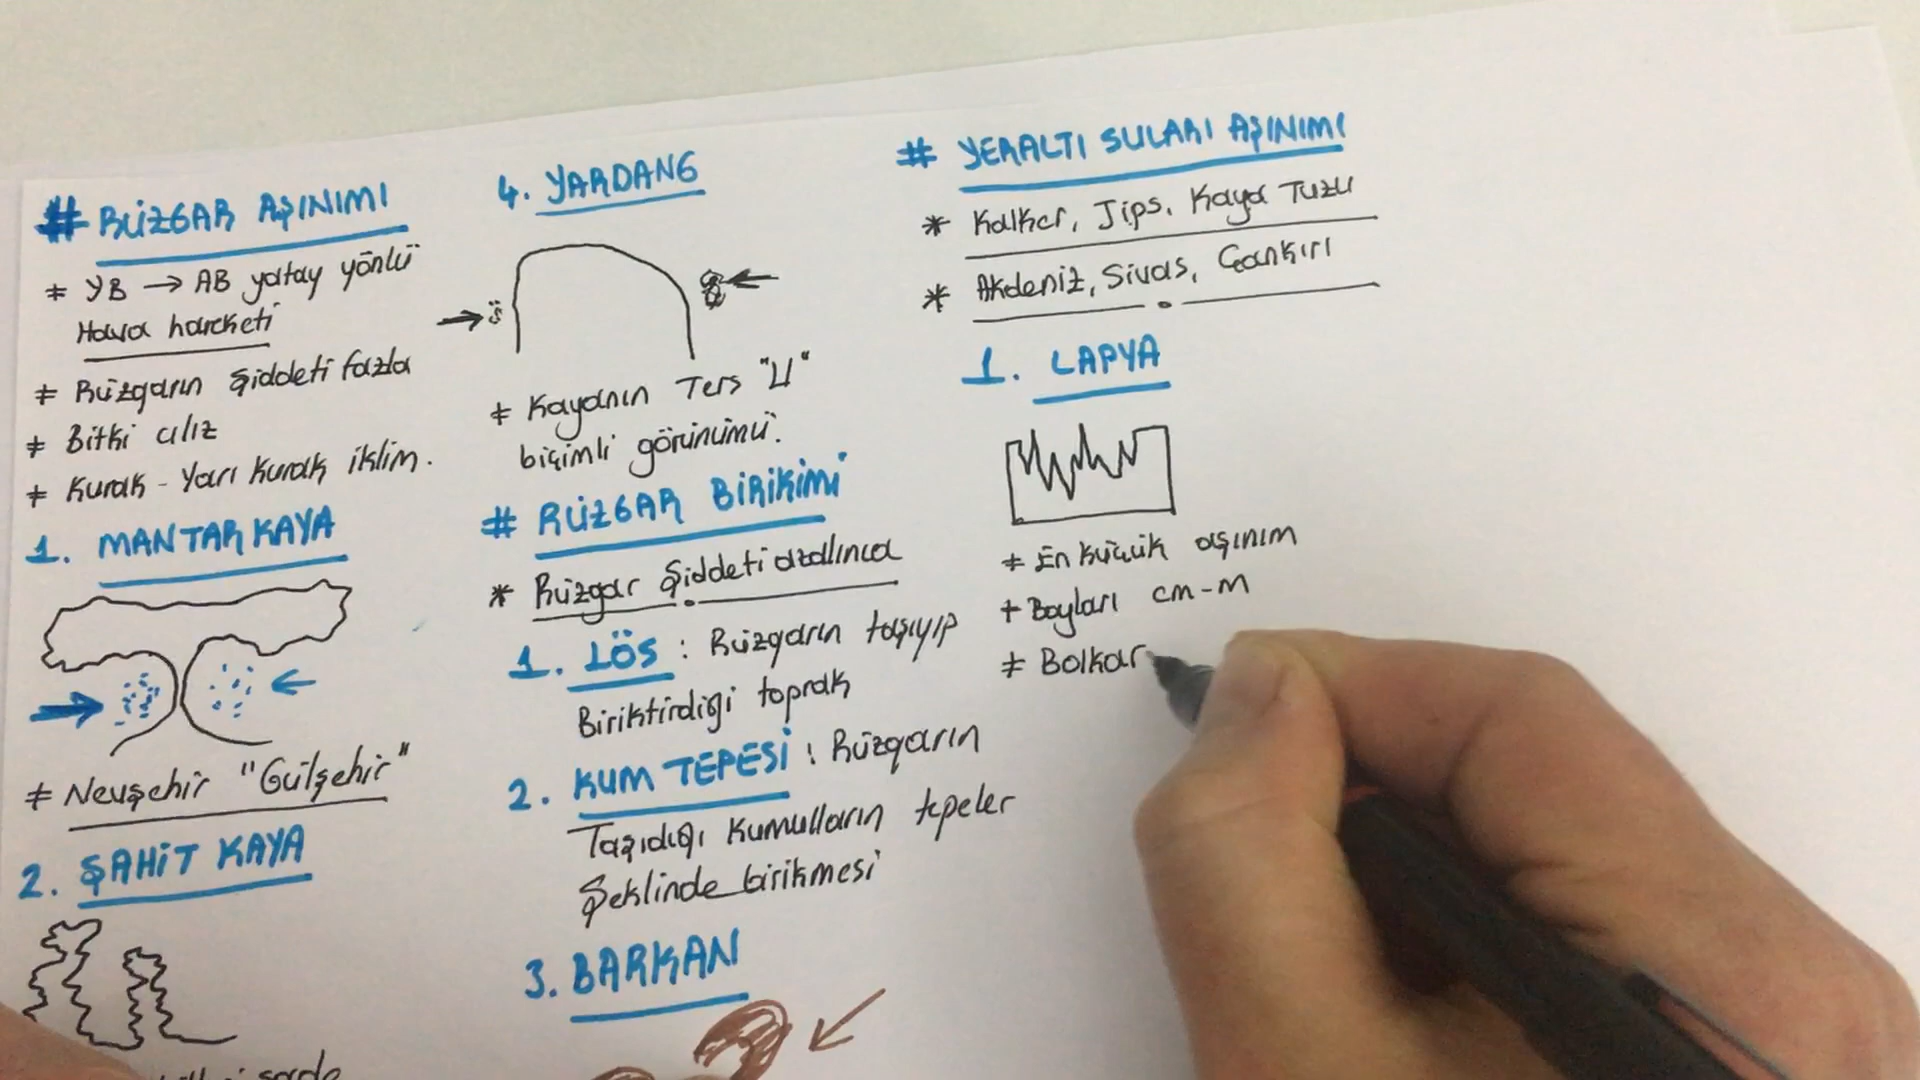 # RÜZGAR AŞINIMI
* YB → AB yatay yönlü
Hava hareketi
* Rüzgarın şiddeti fazla
* Bitki cılız
* Kurak - Yarı Kurak iklim.
1. MANTAR KAYA
* Nevşehir "Gülşehir"
2. ŞAHİT KAYA
4. YARDANG
* Kayanın Ters "U"
biçimli görünümü.
# RÜZGAR BİRİKİMİ
* Rüzgar şiddeti azalınca
1. LÖS : Rüzgarın taşıyıp
Biriktirdiği toprak
2. KUM TEPESİ : Rüzgarın
Taşıdığı kumulların tepeler
Şeklinde birikmesi
3. BARKAN
# YERALTI SULARI AŞINIMI
* Kalker, Jips, Kaya Tuzu
* Akdeniz, Sivas, Çankırı
1. LAPYA
* En küçük aşınım
+ Boyları cm-m
* Bolkar